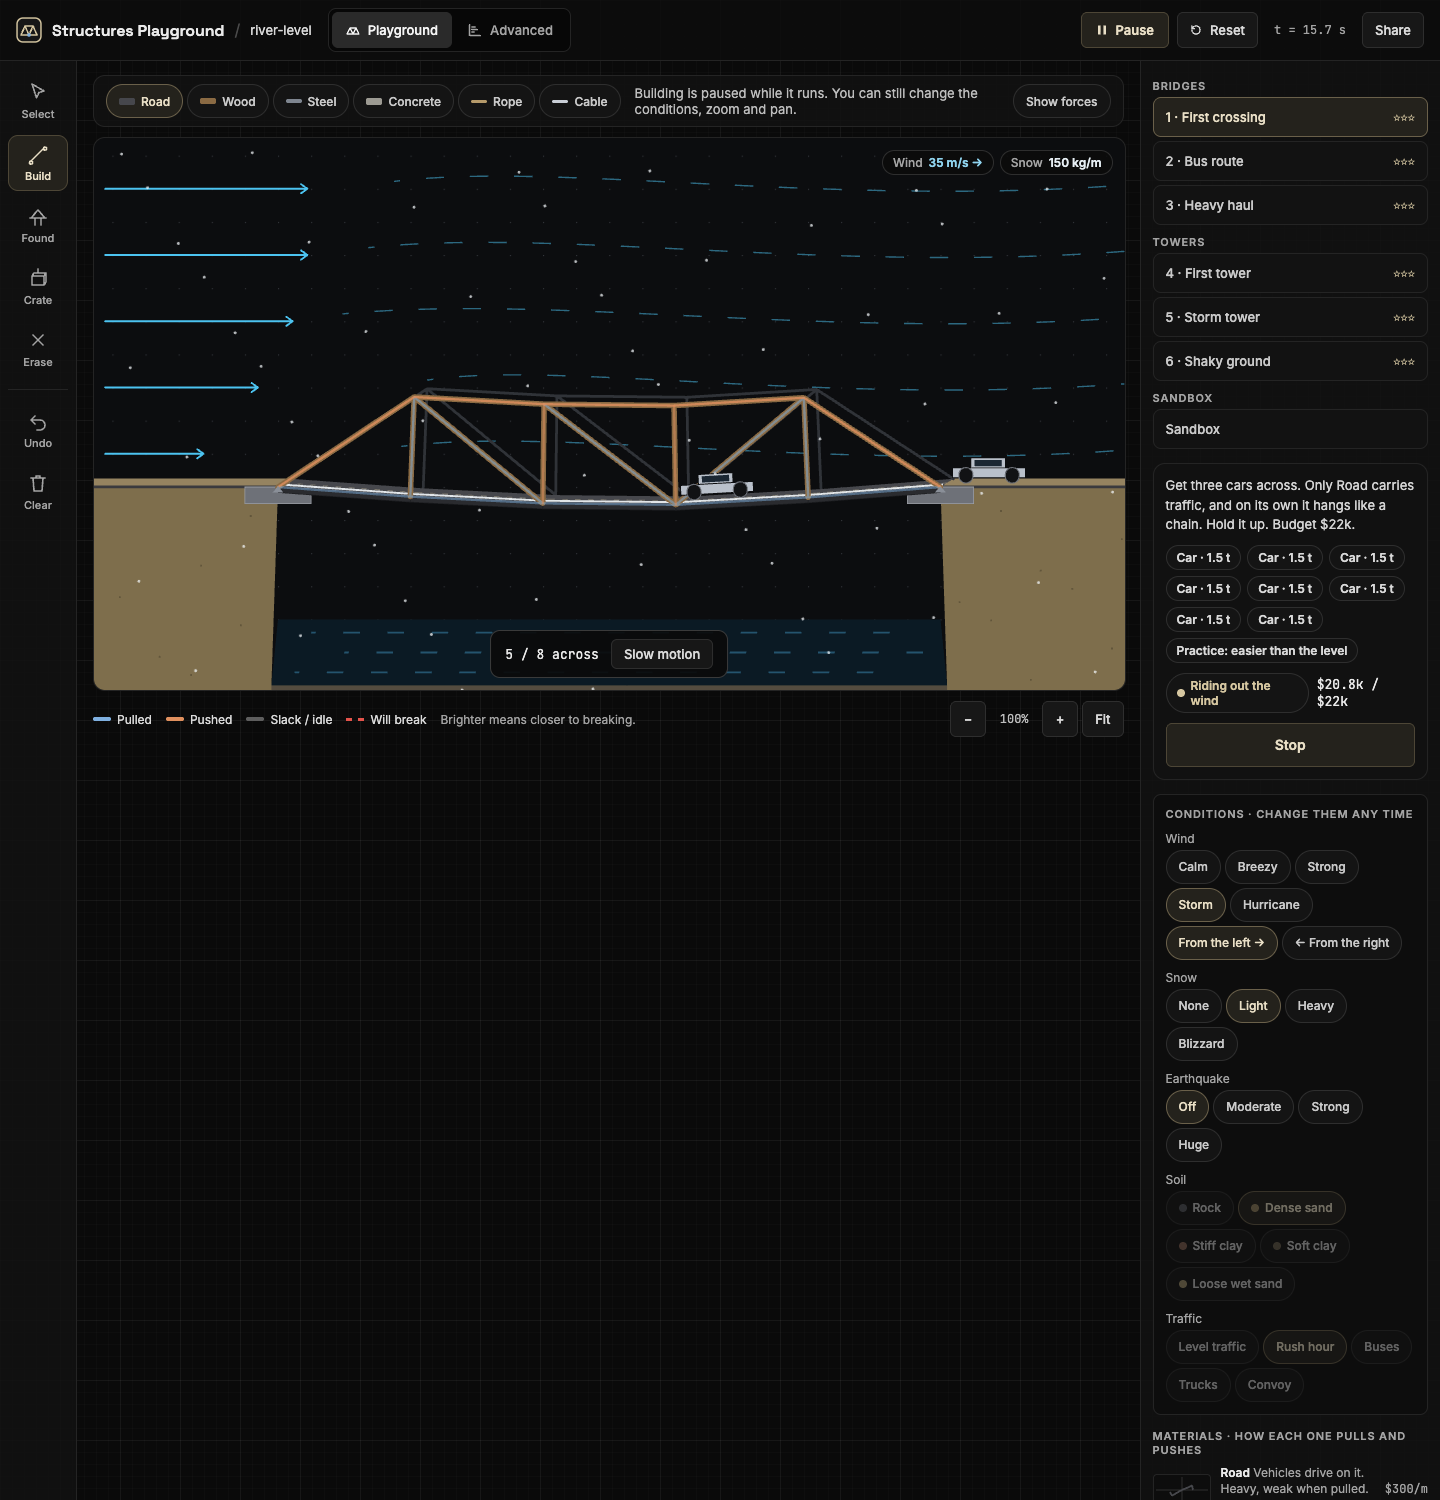 Structures Playground / river-level
Playground
Advanced
Pause
Reset
t = 15.7 s
Share
Select
Build
Found
Crate
Erase
Undo
Clear
Road
Wood
Steel
Concrete
Rope
Cable
Building is paused while it runs. You can still change the
conditions, zoom and pan.
Show forces
Wind 35 m/s →
Snow 150 kg/m
5 / 8 across
Slow motion
Pulled
Pushed
Slack / idle
Will break
Brighter means closer to breaking.
−
100%
+
Fit
BRIDGES
1 · First crossing ☆☆☆
2 · Bus route ☆☆☆
3 · Heavy haul ☆☆☆
TOWERS
4 · First tower ☆☆☆
5 · Storm tower ☆☆☆
6 · Shaky ground ☆☆☆
SANDBOX
Sandbox
Get three cars across. Only Road carries
traffic, and on its own it hangs like a
chain. Hold it up. Budget $22k.
Car · 1.5 t Car · 1.5 t Car · 1.5 t
Car · 1.5 t Car · 1.5 t Car · 1.5 t
Car · 1.5 t Car · 1.5 t
Practice: easier than the level
Riding out the
wind
$20.8k /
$22k
Stop
CONDITIONS · CHANGE THEM ANY TIME
Wind
Calm Breezy Strong
Storm Hurricane
From the left → ← From the right
Snow
None Light Heavy
Blizzard
Earthquake
Off Moderate Strong
Huge
Soil
Rock Dense sand
Stiff clay Soft clay
Loose wet sand
Traffic
Level traffic Rush hour Buses
Trucks Convoy
MATERIALS · HOW EACH ONE PULLS AND
PUSHES
Road Vehicles drive on it.
Heavy, weak when pulled. $300/m